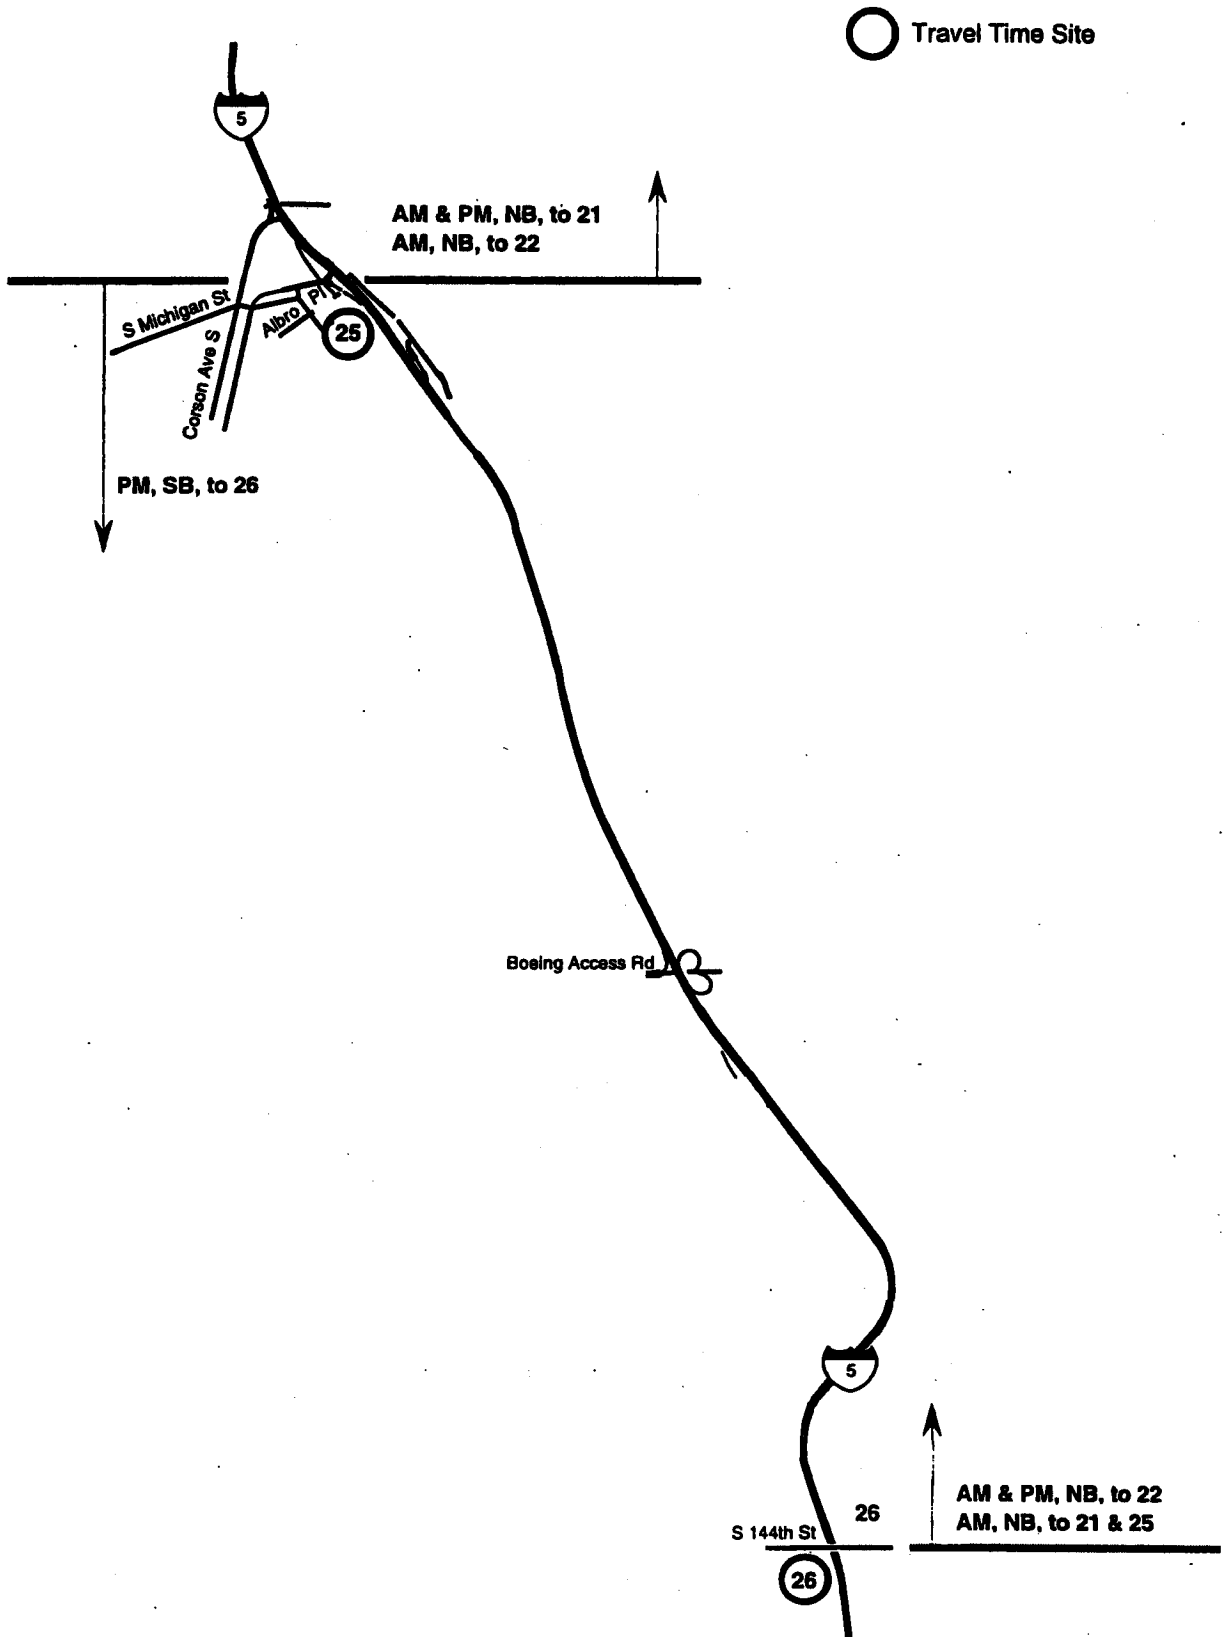 Travel Time Site
5
AM & PM, NB, to 21
AM, NB, to 22
S Michigan St
Albro Pl
25
Corson Ave S
PM, SB, to 26
Boeing Access Rd
5
26
AM & PM, NB, to 22
AM, NB, to 21 & 25
S 144th St
26